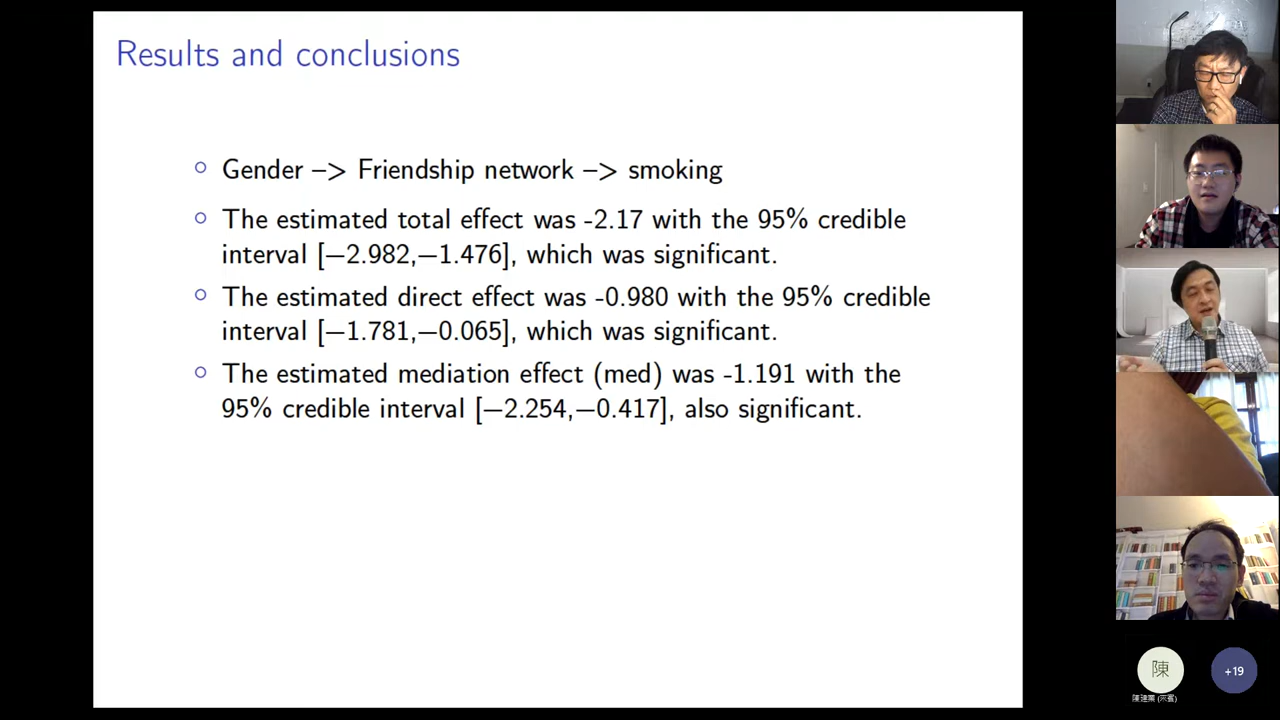 Results and conclusions
Gender –> Friendship network –> smoking
The estimated total effect was -2.17 with the 95% credible
interval [−2.982,−1.476], which was significant.
The estimated direct effect was -0.980 with the 95% credible
interval [−1.781,−0.065], which was significant.
The estimated mediation effect (med) was -1.191 with the
95% credible interval [−2.254,−0.417], also significant.
陳
+19